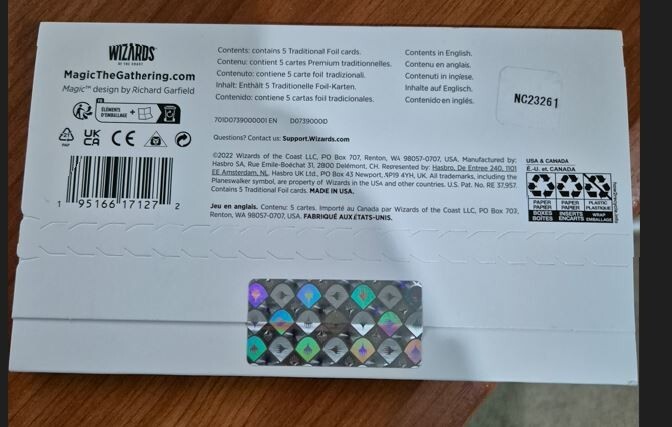 WIZARDS
OF THE COAST
MagicTheGathering.com
Magic™ design by Richard Garfield
FR
ÉLÉMENTS
D'EMBALLAGE
+
UK
CA
CE
PAP
1 95166 17127 2
Contents: contains 5 Traditional Foil cards.
Contenu: contient 5 cartes Premium traditionnelles.
Contenuto: contiene 5 carte foil tradizionali.
Inhalt: Enthält 5 Traditionelle Foil-Karten.
Contenido: contiene 5 cartas foil tradicionales.
Contents in English.
Contenu en anglais.
Contenuti in inglese.
Inhalte auf Englisch.
Contenido en inglés.
NC23261
701D0739000001 EN D0739000D
Questions? Contact us: Support.Wizards.com
©2022 Wizards of the Coast LLC, PO Box 707, Renton, WA 98057-0707, USA. Manufactured by:
Hasbro SA, Rue Emile-Boéchat 31, 2800 Delémont, CH. Represented by: Hasbro, De Entree 240, 1101
EE Amsterdam, NL. Hasbro, PO Box 43 Newport, NP19 4YH, UK. All trademarks, including the
Planeswalker symbol, are property of Wizards in the USA and other countries. U.S. Pat. No. RE 37,957.
Contains 5 Traditional Foil cards. MADE IN USA.
Jeu en anglais. Contenu: 5 cartes. Importé au Canada par Wizards of the Coast LLC, PO Box 707,
Renton, WA 98057-0707, USA. FABRIQUÉ AUX ÉTATS-UNIS.
USA & CANADA
É.-U. et CANADA
PAPER
PAPIER
BOXES
BOÎTES
PAPER
PAPIER
INSERTS
ENCARTS
PLASTIC
PLASTIQUE
WRAP
EMBALLAGE